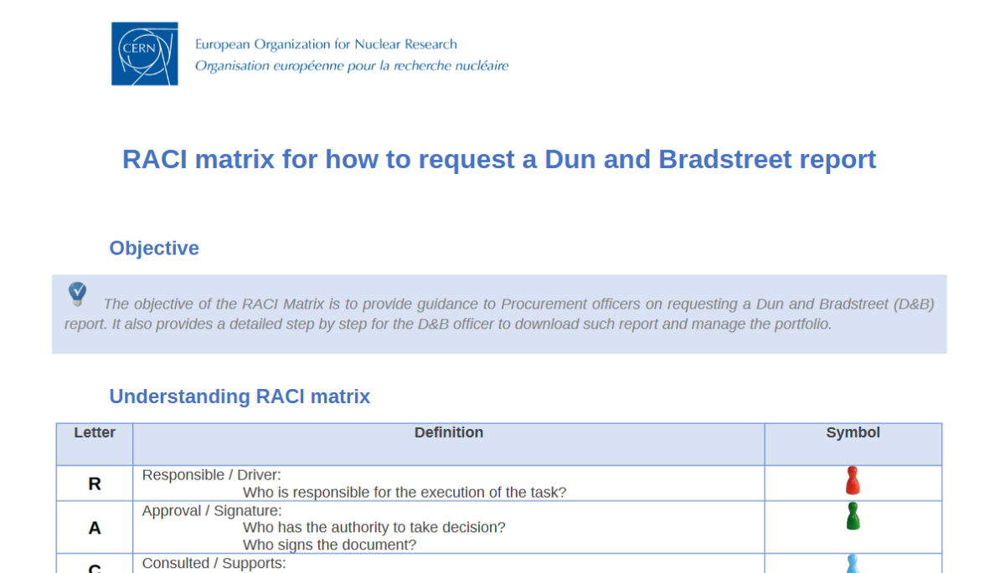 CERN
European Organization for Nuclear Research
Organisation européenne pour la recherche nucléaire
RACI matrix for how to request a Dun and Bradstreet report
Objective
The objective of the RACI Matrix is to provide guidance to Procurement officers on requesting a Dun and Bradstreet (D&B)
report. It also provides a detailed step by step for the D&B officer to download such report and manage the portfolio.
Understanding RACI matrix
Letter Definition Symbol
R
Responsible / Driver:
Who is responsible for the execution of the task?
A
Approval / Signature:
Who has the authority to take decision?
Who signs the document?
C
Consulted / Supports: